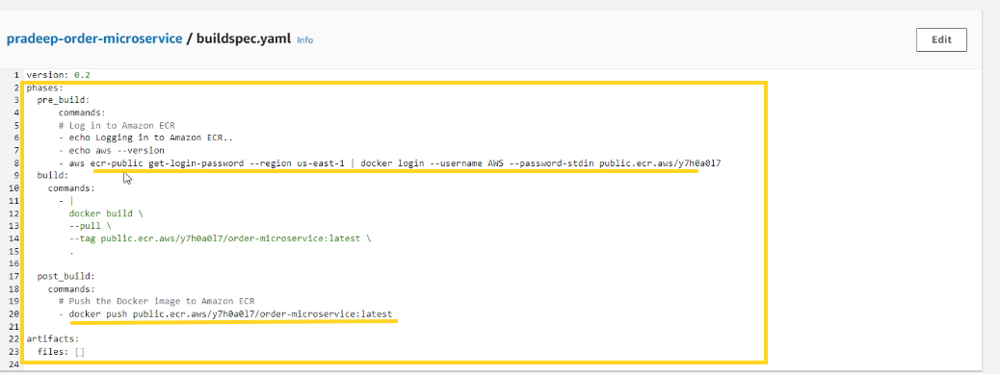 pradeep-order-microservice / buildspec.yaml Info
Edit
1 version: 0.2
2 phases:
3   pre_build:
4       commands:
5       # Log in to Amazon ECR
6       - echo Logging in to Amazon ECR..
7       - echo aws --version
8       - aws ecr-public get-login-password --region us-east-1 | docker login --username AWS --password-stdin public.ecr.aws/y7h0a0l7
9   build:
10     commands:
11       - |
12         docker build \
13         --pull \
14         --tag public.ecr.aws/y7h0a0l7/order-microservice:latest \
15         .
16
17   post_build:
18     commands:
19       # Push the Docker image to Amazon ECR
20       - docker push public.ecr.aws/y7h0a0l7/order-microservice:latest
21
22 artifacts:
23   files: []
24